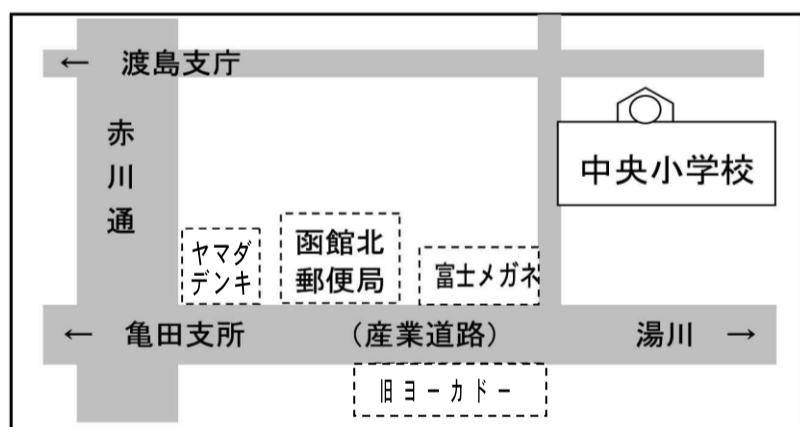 ← 渡島支庁
赤川通
中央小学校
ヤマダ
デンキ
函館北
郵便局
富士メガネ
← 亀田支所
（産業道路）
湯川 →
旧ヨーカドー